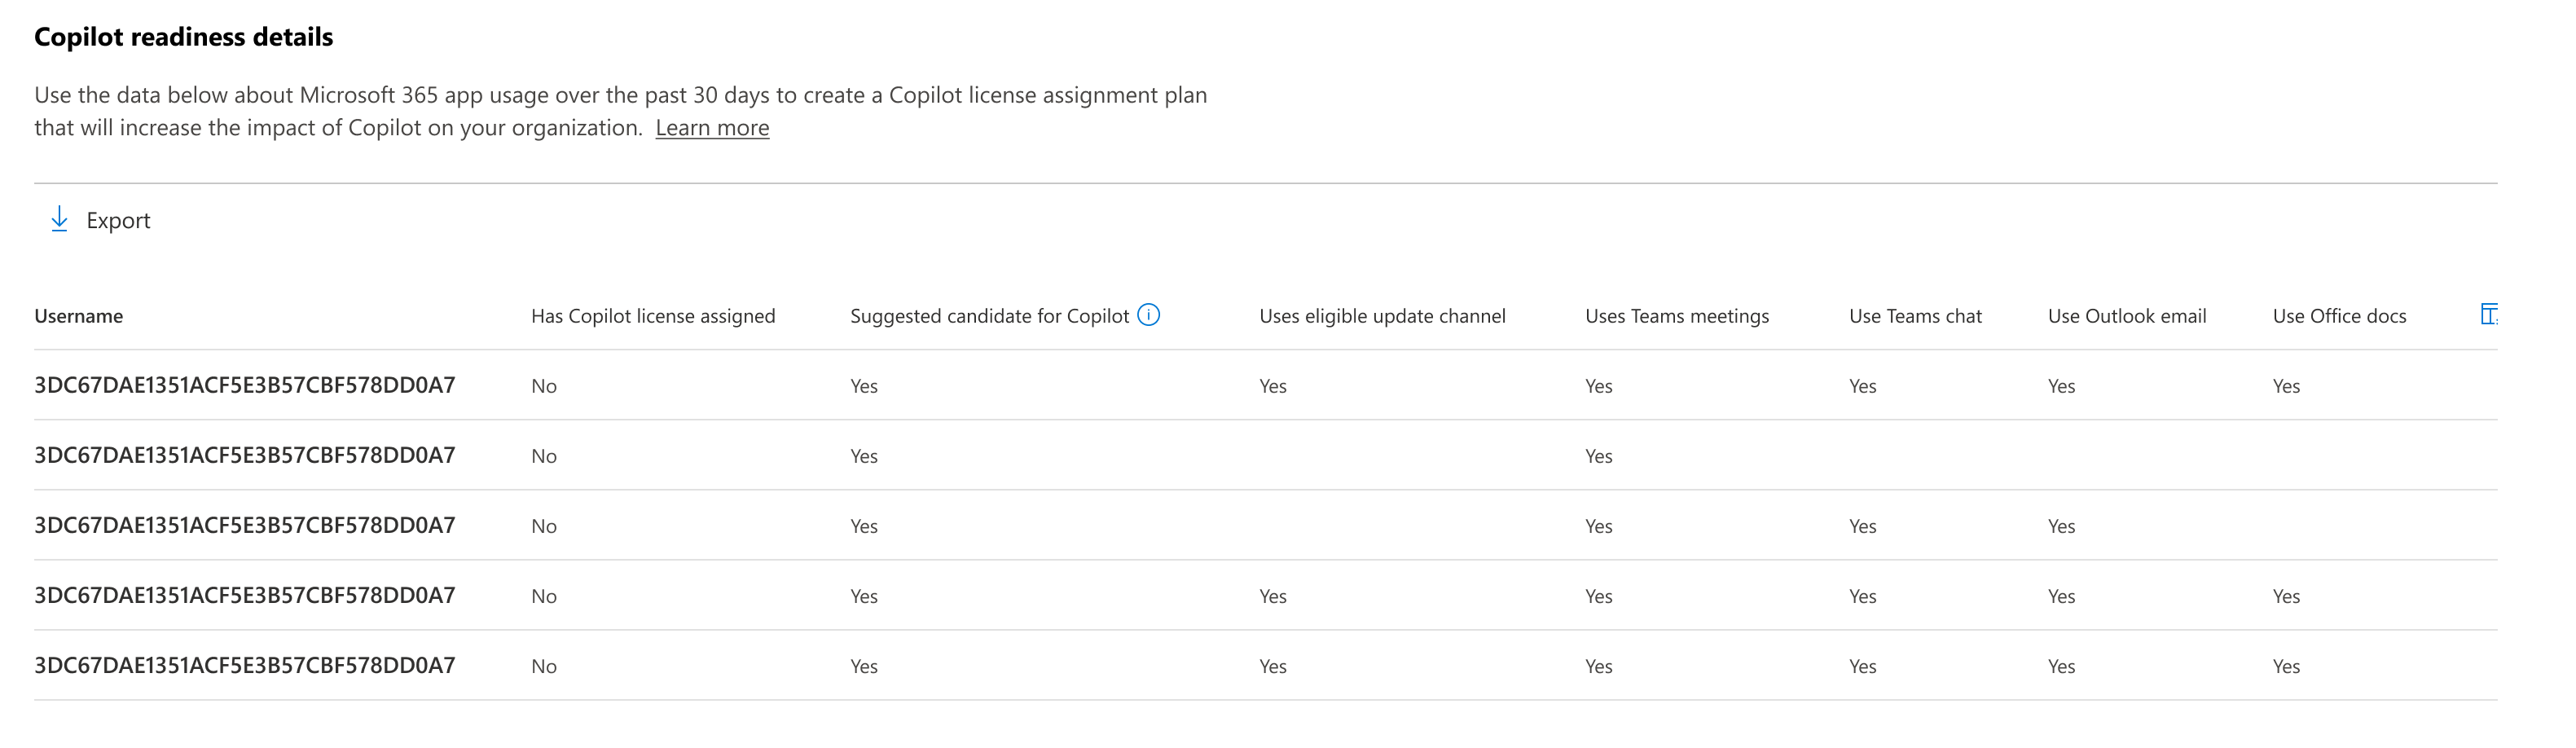 Copilot readiness details
Use the data below about Microsoft 365 app usage over the past 30 days to create a Copilot license assignment plan
that will increase the impact of Copilot on your organization. Learn more
Export
Username Has Copilot license assigned Suggested candidate for Copilot Uses eligible update channel Uses Teams meetings Use Teams chat Use Outlook email Use Office docs
3DC67DAE1351ACF5E3B57CBF578DD0A7 No Yes Yes Yes Yes Yes Yes
3DC67DAE1351ACF5E3B57CBF578DD0A7 No Yes Yes
3DC67DAE1351ACF5E3B57CBF578DD0A7 No Yes Yes Yes Yes
3DC67DAE1351ACF5E3B57CBF578DD0A7 No Yes Yes Yes Yes Yes Yes
3DC67DAE1351ACF5E3B57CBF578DD0A7 No Yes Yes Yes Yes Yes Yes